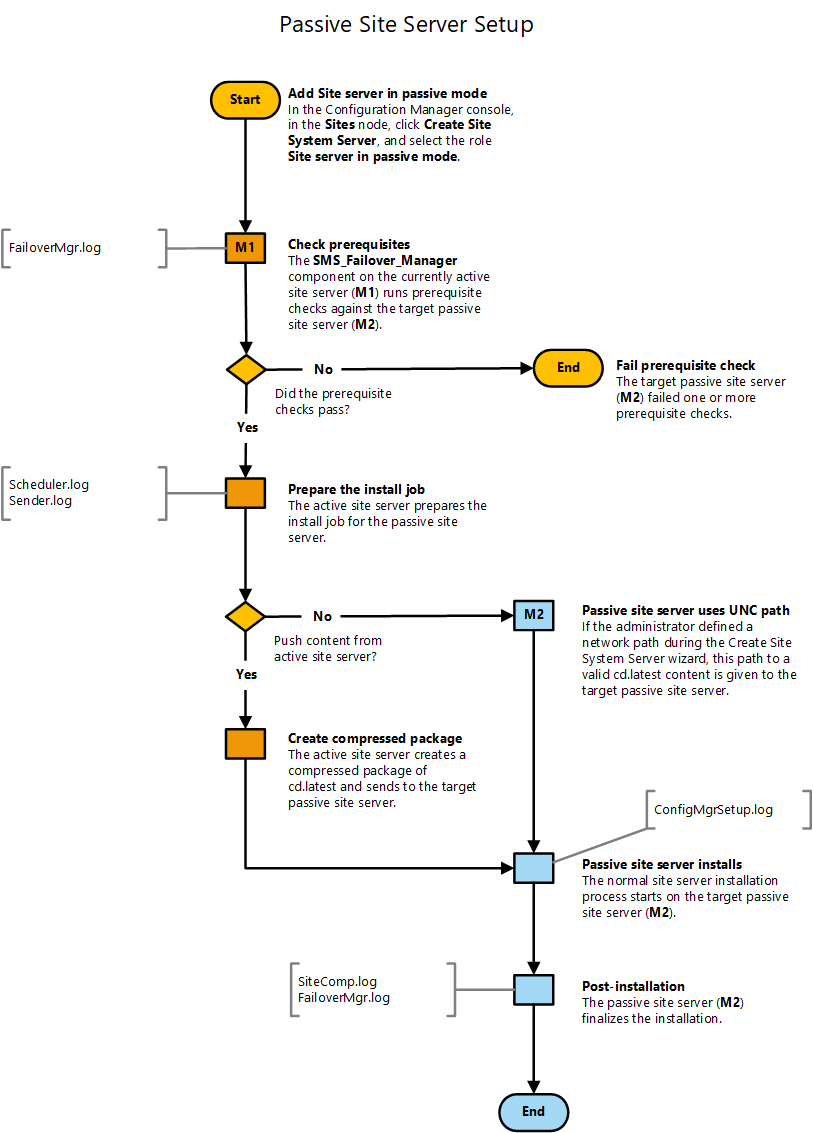 Passive Site Server Setup
Start
Add Site server in passive mode
In the Configuration Manager console,
in the Sites node, click Create Site
System Server, and select the role
Site server in passive mode.
FailoverMgr.log
M1
Check prerequisites
The SMS_Failover_Manager
component on the currently active
site server (M1) runs prerequisite
checks against the target passive
site server (M2).
No
Did the prerequisite
checks pass?
Yes
End
Fail prerequisite check
The target passive site server
(M2) failed one or more
prerequisite checks.
Scheduler.log
Sender.log
Prepare the install job
The active site server prepares the
install job for the passive site
server.
No
Push content from
active site server?
Yes
M2
Passive site server uses UNC path
If the administrator defined a
network path during the Create Site
System Server wizard, this path to a
valid cd.latest content is given to the
target passive site server.
Create compressed package
The active site server creates a
compressed package of
cd.latest and sends to the target
passive site server.
ConfigMgrSetup.log
Passive site server installs
The normal site server installation
process starts on the target passive
site server (M2).
SiteComp.log
FailoverMgr.log
Post-installation
The passive site server (M2)
finalizes the installation.
End